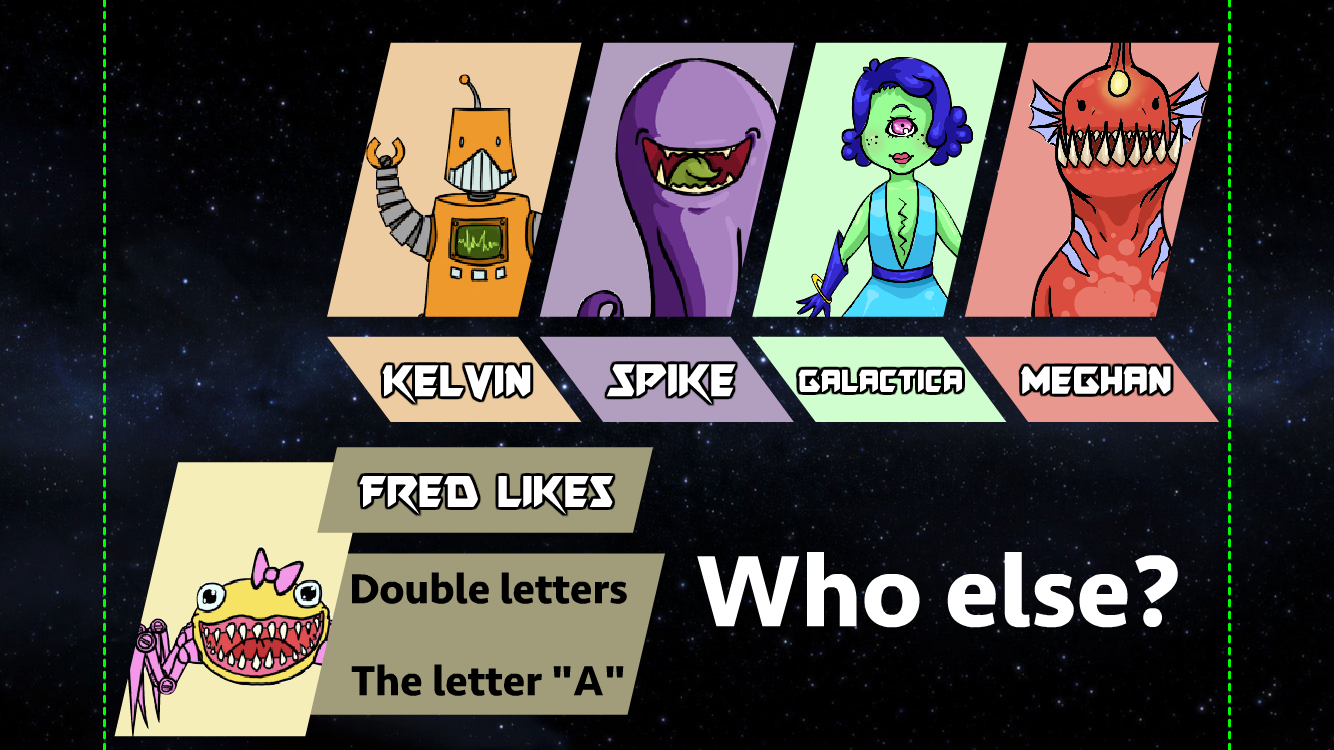 KELVIN SPIKE GALACTICA MEGHAN
FRED LIKES
Double letters
The letter "A"
Who else?